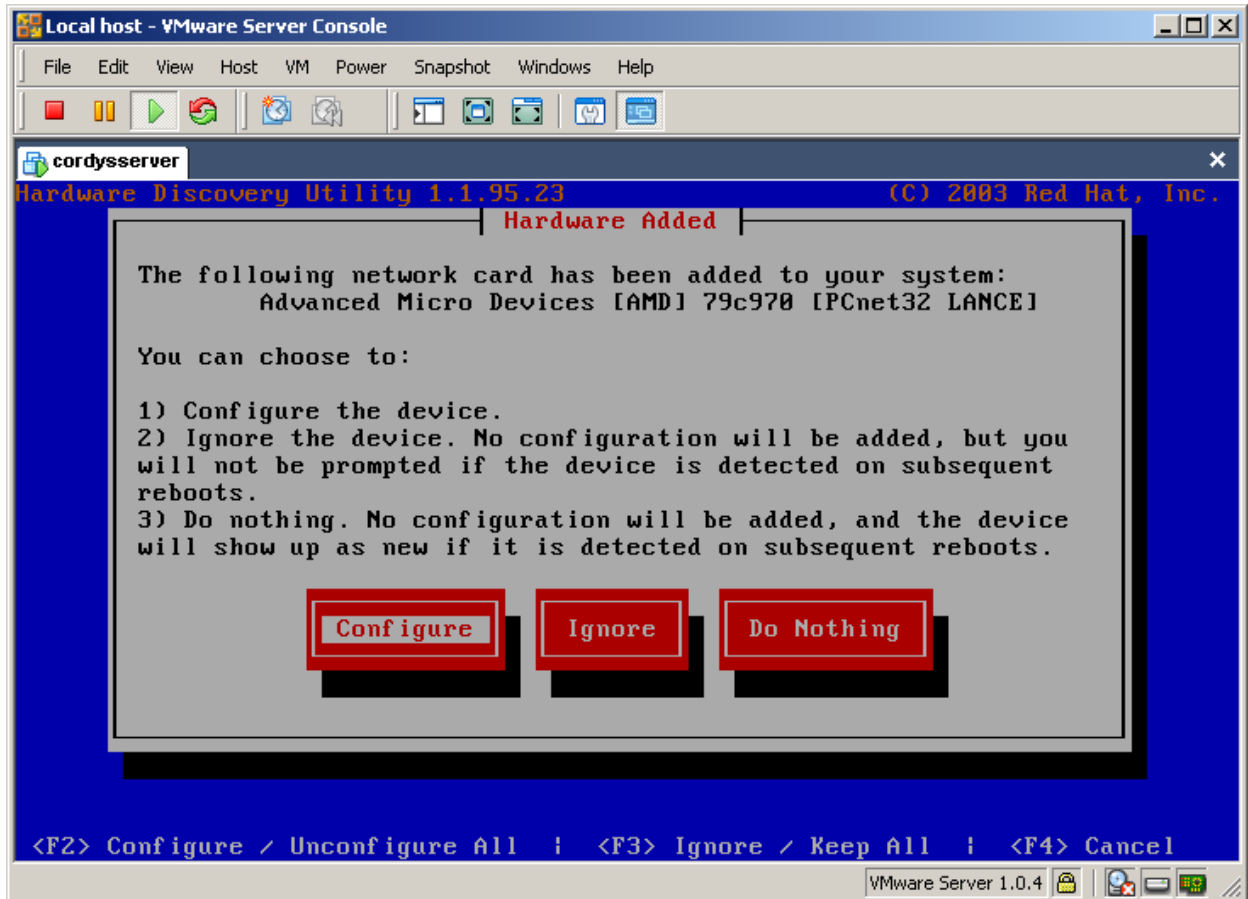 Local host - VMware Server Console
File Edit View Host VM Power Snapshot Windows Help
cordysserver
Hardware Discovery Utility 1.1.95.23 (C) 2003 Red Hat, Inc.
Hardware Added
The following network card has been added to your system:
Advanced Micro Devices [AMD] 79c970 [PCnet32 LANCE]
You can choose to:
1) Configure the device.
2) Ignore the device. No configuration will be added, but you
will not be prompted if the device is detected on subsequent
reboots.
3) Do nothing. No configuration will be added, and the device
will show up as new if it is detected on subsequent reboots.
Configure Ignore Do Nothing
<F2> Configure / Unconfigure All | <F3> Ignore / Keep All | <F4> Cancel
VMware Server 1.0.4